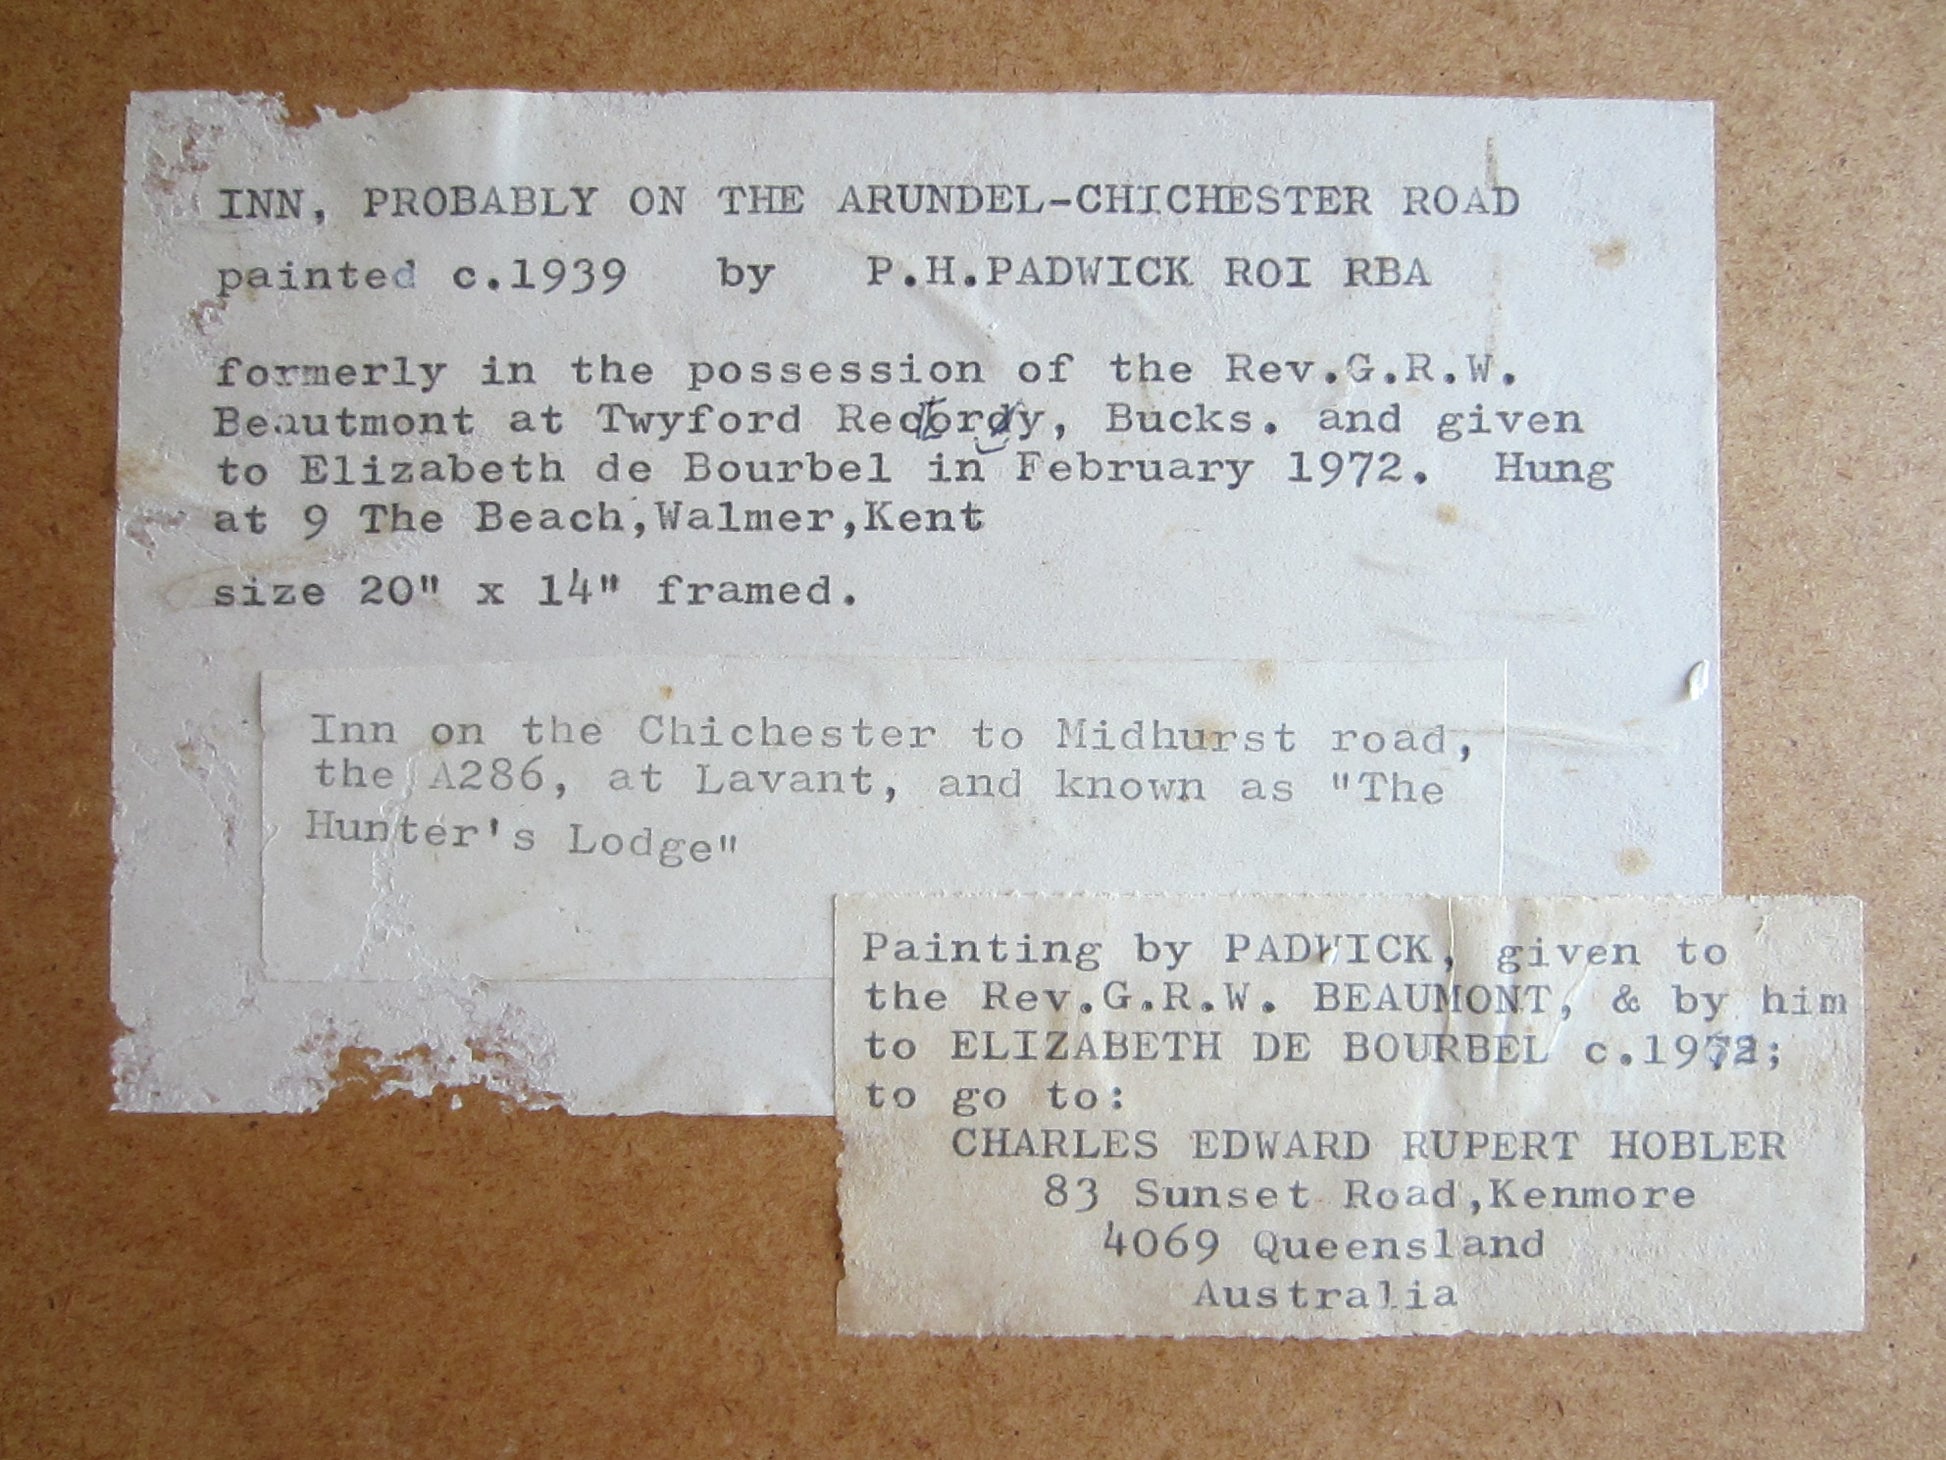 INN, PROBABLY ON THE ARUNDEL-CHICHESTER ROAD
painted c.1939 by P.H.PADWICK ROI RBA
formerly in the possession of the Rev.G.R.W.
Beautmont at Twyford Rectory, Bucks. and given
to Elizabeth de Bourbel in February 1972. Hung
at 9 The Beach,Walmer,Kent
size 20" x 14" framed.
Inn on the Chichester to Midhurst road,
the A286, at Lavant, and known as "The
Hunter's Lodge"
Painting by PADWICK, given to
the Rev.G.R.W. BEAUMONT, & by him
to ELIZABETH DE BOURBEL c.1972;
to go to:
CHARLES EDWARD RUPERT HOBLER
83 Sunset Road,Kenmore
4069 Queensland
Australia